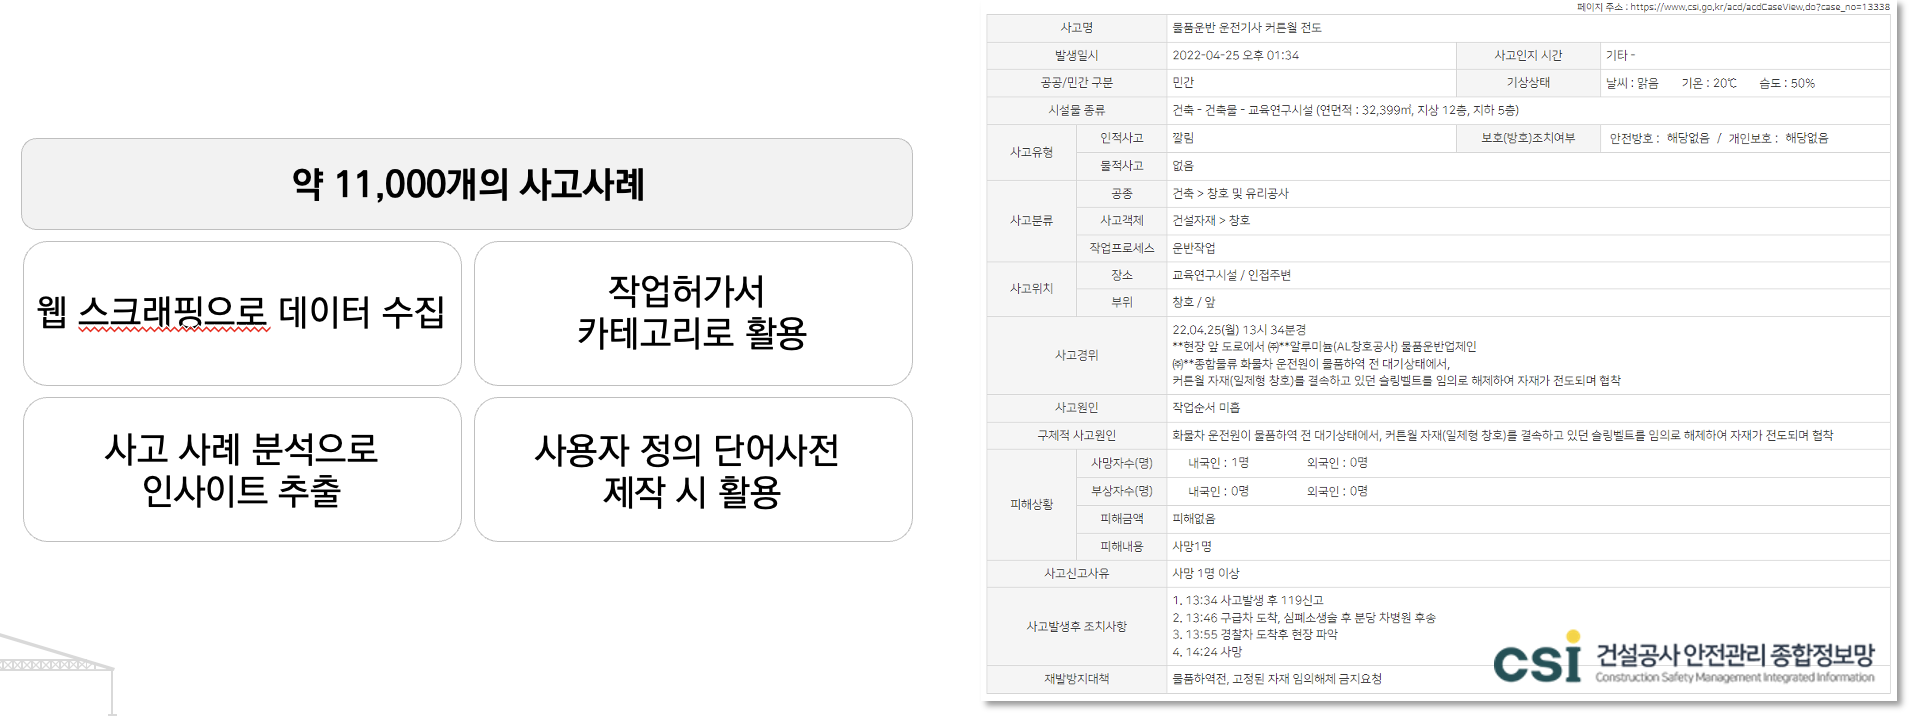 약 11,000개의 사고사례
웹 스크래핑으로 데이터 수집
작업허가서
카테고리로 활용
사고 사례 분석으로
인사이트 추출
사용자 정의 단어사전
제작 시 활용
페이지 주소 : https://www.csi.go.kr/acd/acdCaseView.do?case_no=13338
사고명 물품운반 운전기사 커튼월 전도
발생일시 2022-04-25 오후 01:34 사고인지 시간 기타 -
공공/민간 구분 민간 기상상태 날씨 : 맑음 기온 : 20℃ 습도 : 50%
시설물 종류 건축 - 건축물 - 교육연구시설 (연면적 : 32,399㎡, 지상 12층, 지하 5층)
사고유형 인적사고 깔림 보호(방호)조치여부 안전방호 : 해당없음 / 개인보호 : 해당없음
물적사고 없음
사고분류 공종 건축 > 창호 및 유리공사
사고객체 건설자재 > 창호
작업프로세스 운반작업
사고위치 장소 교육연구시설 / 인접주변
부위 창호 / 앞
사고경위 22.04.25(월) 13시 34분경
**현장 앞 도로에서 ㈜**알루미늄(AL창호공사) 물품운반업체인
㈜**종합물류 화물차 운전원이 물품하역 전 대기상태에서,
커튼월 자재(일체형 창호)를 결속하고 있던 슬링벨트를 임의로 해제하여 자재가 전도되며 협착
사고원인 작업순서 미흡
구체적 사고원인 화물차 운전원이 물품하역 전 대기상태에서, 커튼월 자재(일체형 창호)를 결속하고 있던 슬링벨트를 임의로 해제하여 자재가 전도되며 협착
피해상황 사망자수(명) 내국인 : 1명 외국인 : 0명
부상자수(명) 내국인 : 0명 외국인 : 0명
피해금액 피해없음
피해내용 사망1명
사고신고사유 사망 1명 이상
사고발생후 조치사항 1. 13:34 사고발생 후 119신고
2. 13:46 구급차 도착, 심폐소생술 후 분당 차병원 후송
3. 13:55 경찰차 도착후 현장 파악
4. 14:24 사망
재발방지대책 물품하역전, 고정된 자재 임의해체 금지요청
csi 건설공사 안전관리 종합정보망
Construction Safety Management Integrated Information